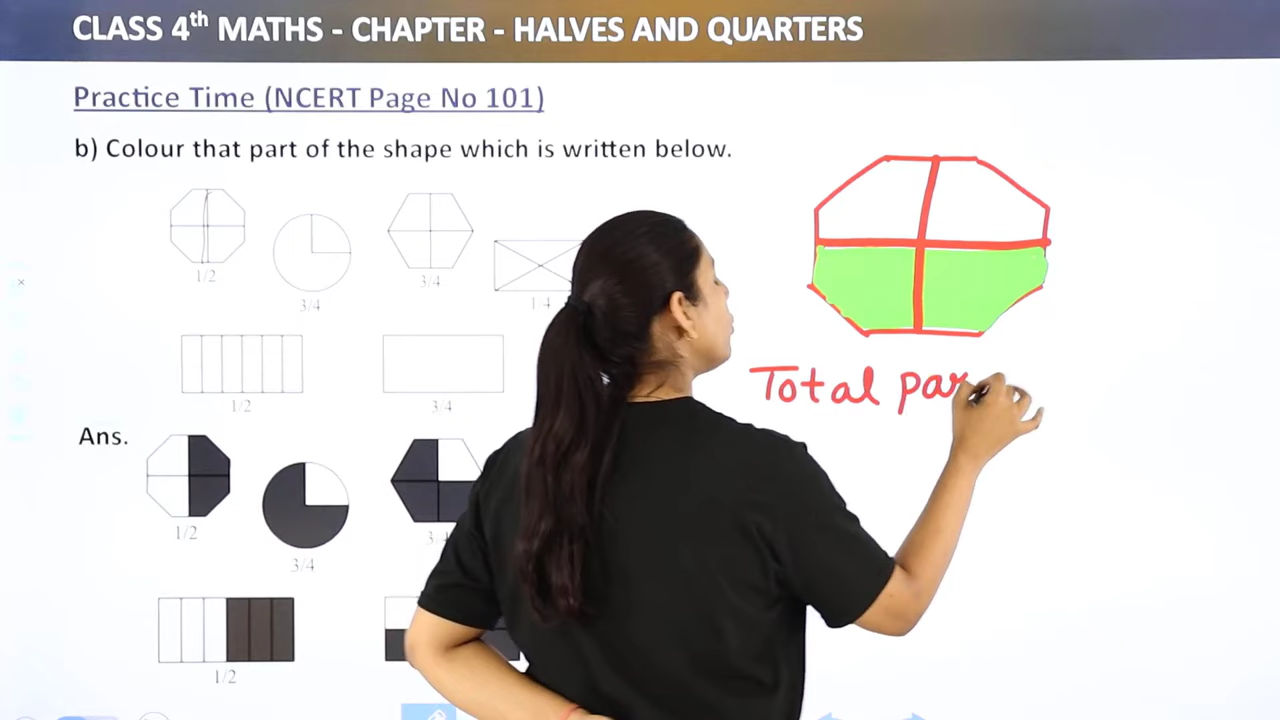 CLASS 4th MATHS - CHAPTER - HALVES AND QUARTERS
Practice Time (NCERT Page No 101)
b) Colour that part of the shape which is written below.
1/2
3/4
3/4
1/4
1/2
3/4
Total par
Ans.
1/2
3/4
3/4
1/2